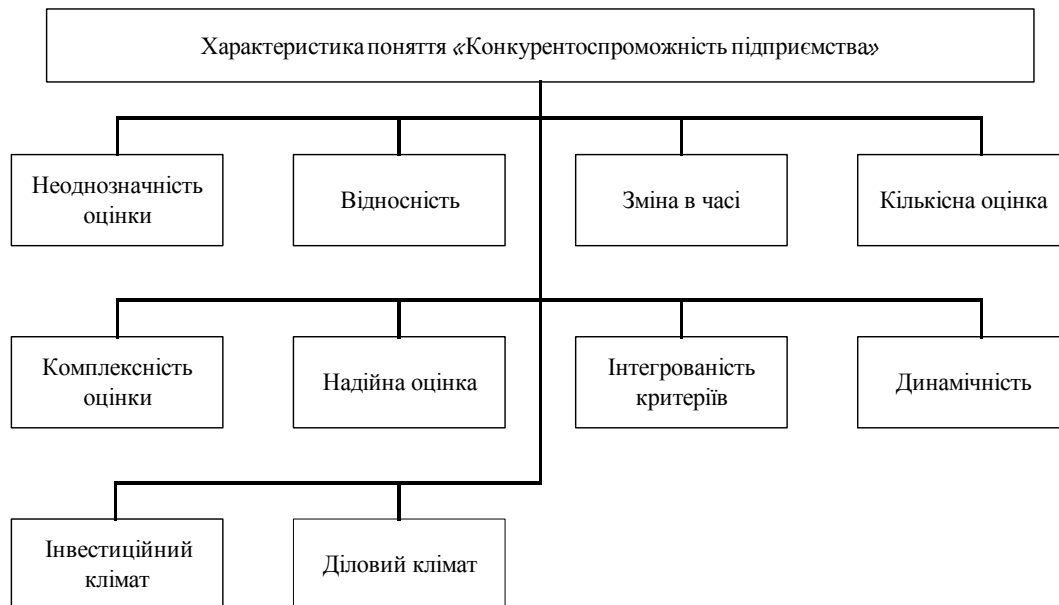 Характеристика поняття «Конкурентоспроможність підприємства»
Неоднозначність
оцінки
Відносність
Зміна в часі
Кількісна оцінка
Комплексність
оцінки
Надійна оцінка
Інтегрованість
критеріїв
Динамічність
Інвестиційний
клімат
Діловий клімат